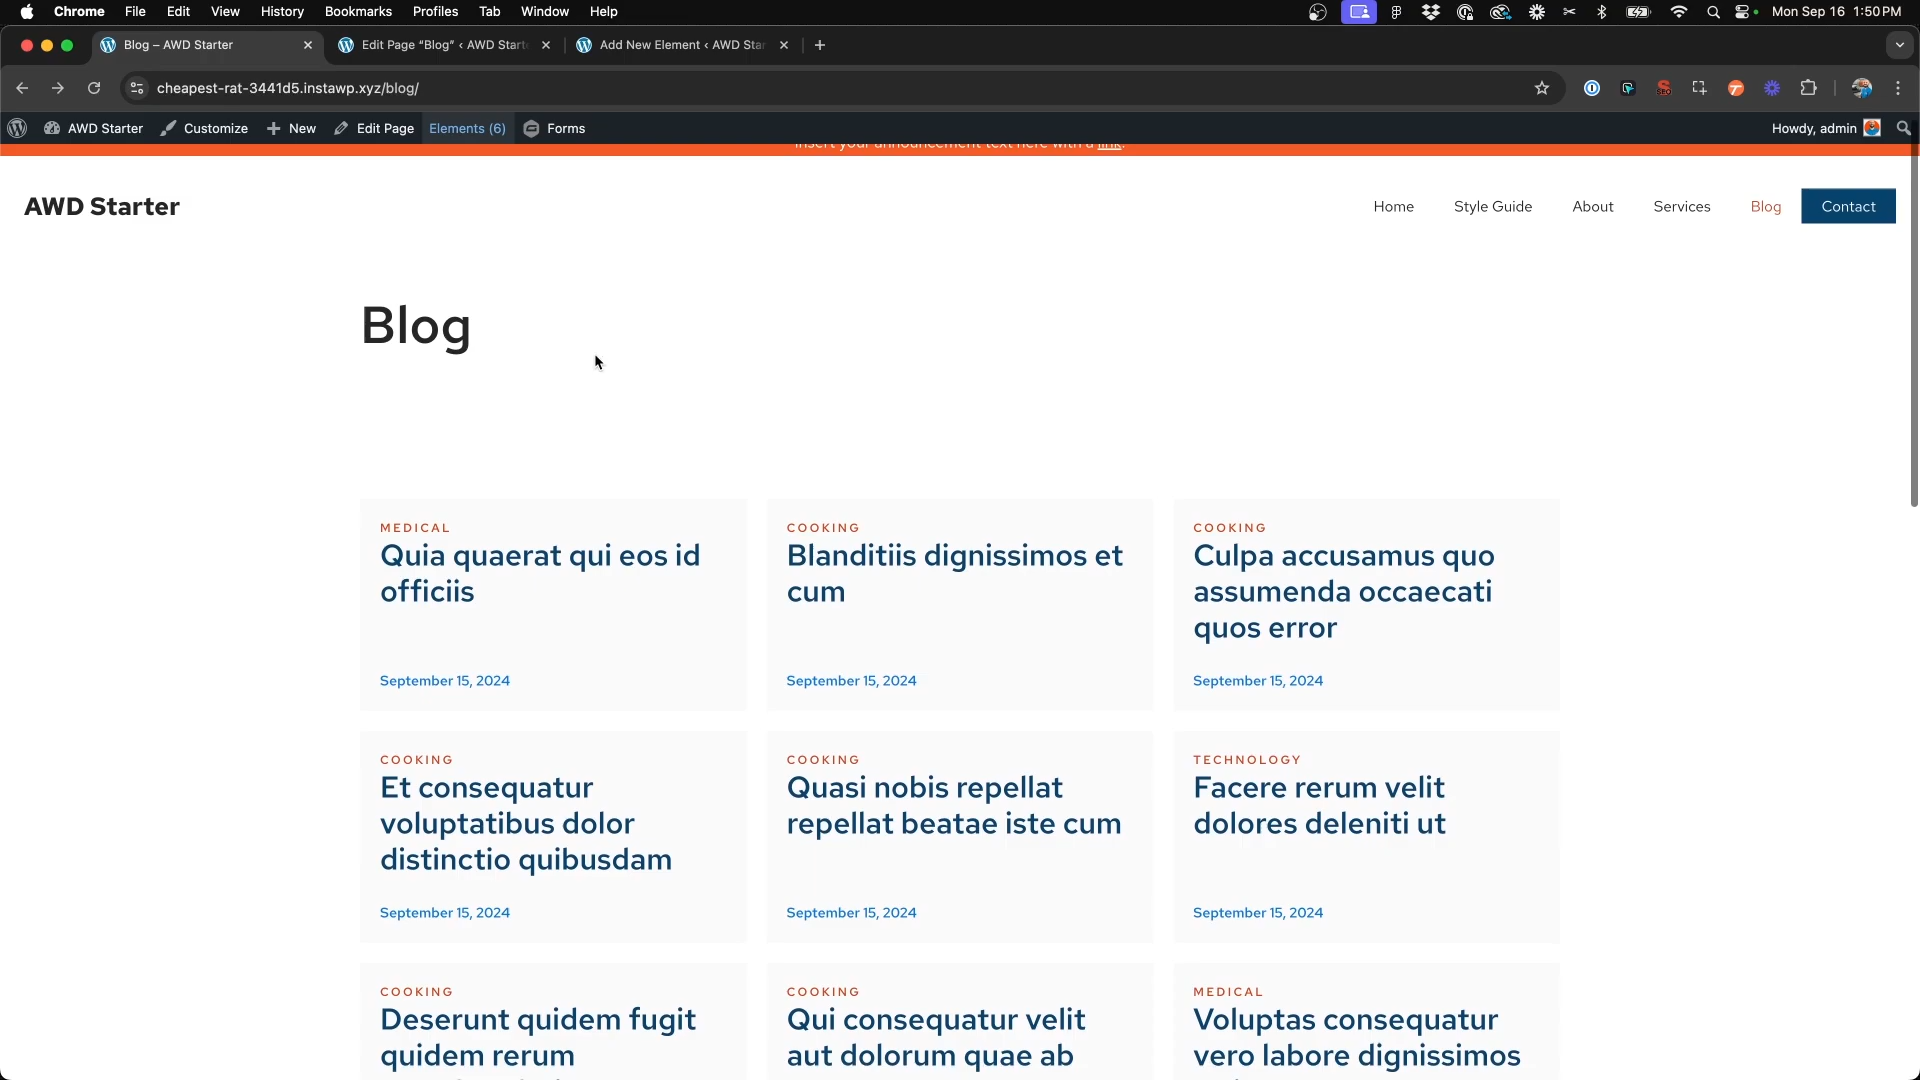 Chrome File Edit View History Bookmarks Profiles Tab Window Help Mon Sep 16 1:50 PM
Blog – AWD Starter Edit Page “Blog” ‹ AWD Start Add New Element ‹ AWD Star
cheapest-rat-3441d5.instawp.xyz/blog/
AWD Starter Customize New Edit Page Elements (6) Forms Howdy, admin
Insert your announcement text here with a link.
AWD Starter Home Style Guide About Services Blog Contact
Blog
MEDICAL
Quia quaerat qui eos id
officiis
September 15, 2024
COOKING
Blanditiis dignissimos et
cum
September 15, 2024
COOKING
Culpa accusamus quo
assumenda occaecati
quos error
September 15, 2024
COOKING
Et consequatur
voluptatibus dolor
distinctio quibusdam
September 15, 2024
COOKING
Quasi nobis repellat
repellat beatae iste cum
September 15, 2024
TECHNOLOGY
Facere rerum velit
dolores deleniti ut
September 15, 2024
COOKING
Deserunt quidem fugit
quidem rerum
COOKING
Qui consequatur velit
aut dolorum quae ab
MEDICAL
Voluptas consequatur
vero labore dignissimos